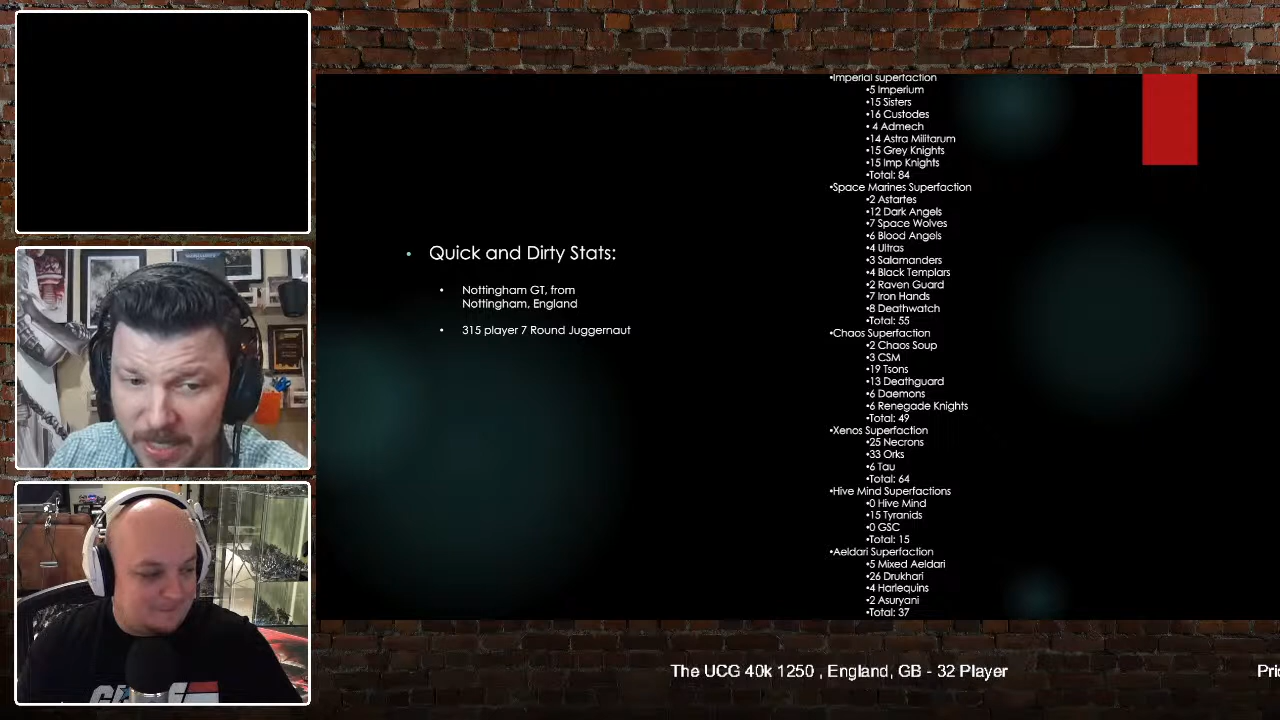 • Quick and Dirty Stats:
• Nottingham GT, from
Nottingham, England
• 315 player 7 Round Juggernaut
•Imperial superfaction
•5 Imperium
•15 Sisters
•16 Custodes
• 4 Admech
•14 Astra Militarum
•15 Grey Knights
•15 Imp Knights
•Total: 84
•Space Marines Superfaction
•2 Astartes
•12 Dark Angels
•7 Space Wolves
•6 Blood Angels
•4 Ultras
•3 Salamanders
•4 Black Templars
•2 Raven Guard
•7 Iron Hands
•8 Deathwatch
•Total: 55
•Chaos Superfaction
•2 Chaos Soup
•3 CSM
•19 Tsons
•13 Deathguard
•6 Daemons
•6 Renegade Knights
•Total: 49
•Xenos Superfaction
•25 Necrons
•33 Orks
•6 Tau
•Total: 64
•Hive Mind Superfactions
•0 Hive Mind
•15 Tyranids
•0 GSC
•Total: 15
•Aeldari Superfaction
•5 Mixed Aeldari
•26 Drukhari
•4 Harlequins
•2 Asuryani
•Total: 37
The UCG 40k 1250 , England, GB - 32 Player